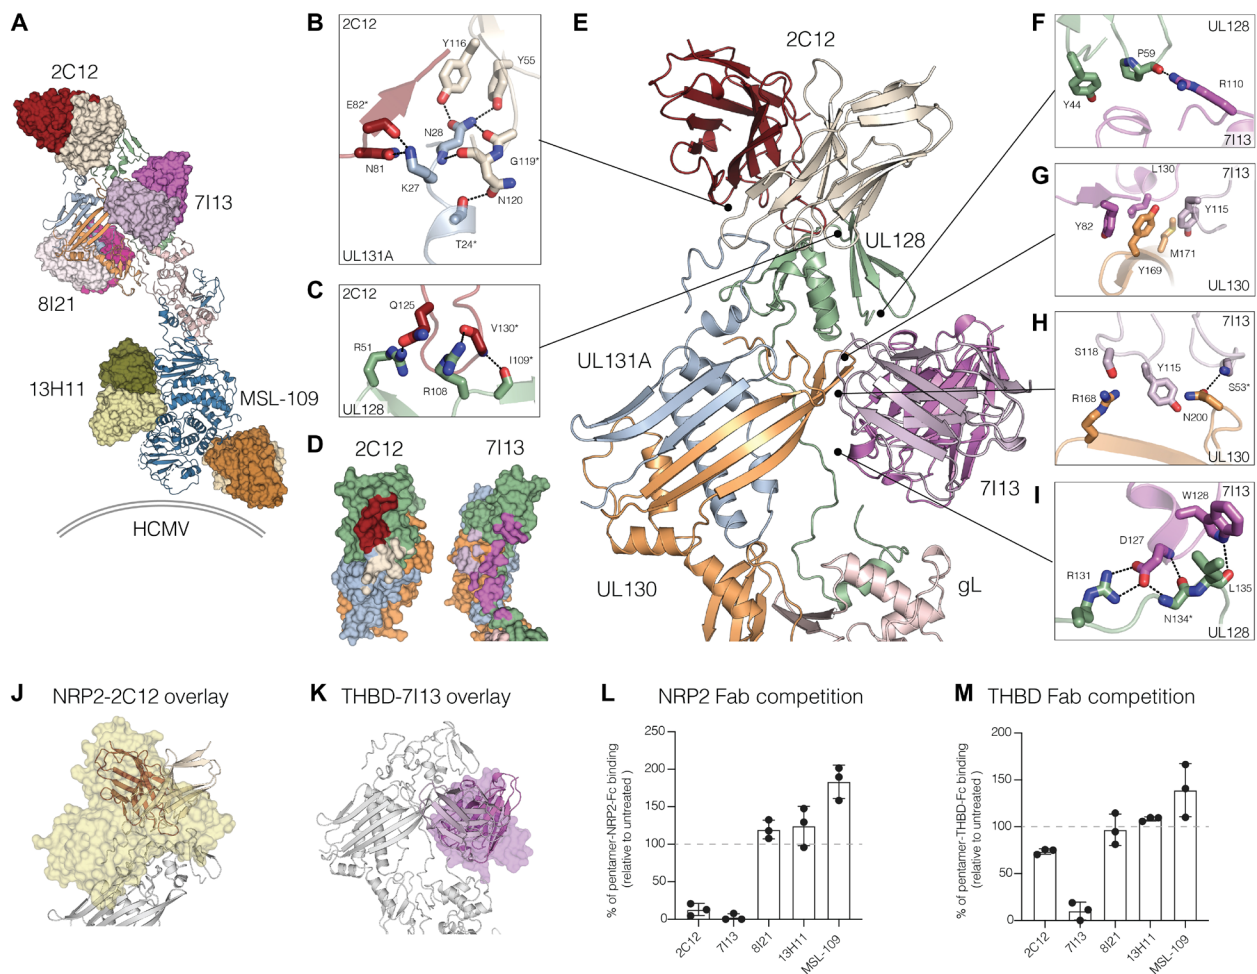 A
2C12
7I13
8I21
13H11
MSL-109
HCMV
B
2C12
Y116
Y55
E82*
N28
G119*
N81
K27
N120
T24*
UL131A
C
2C12
Q125
V130*
R51
I109*
R108
UL128
D
2C12
7I13
E
2C12
UL128
UL131A
7I13
UL130
gL
F
UL128
P59
R110
Y44
7I13
G
L130
7I13
Y82
Y115
M171
Y169
UL130
H
7I13
S118
Y115
S53*
R168
N200
UL130
I
7I13
W128
D127
R131
L135
N134*
UL128
J
NRP2-2C12 overlay
K
THBD-7I13 overlay
L
NRP2 Fab competition
% of pentamer-NRP2-Fc binding
(relative to untreated )
250
200
150
100
50
0
2C12
7I13
8I21
13H11
MSL-109
M
THBD Fab competition
% of pentamer-THBD-Fc binding
(relative to untreated )
200
150
100
50
0
2C12
7I13
8I21
13H11
MSL-109